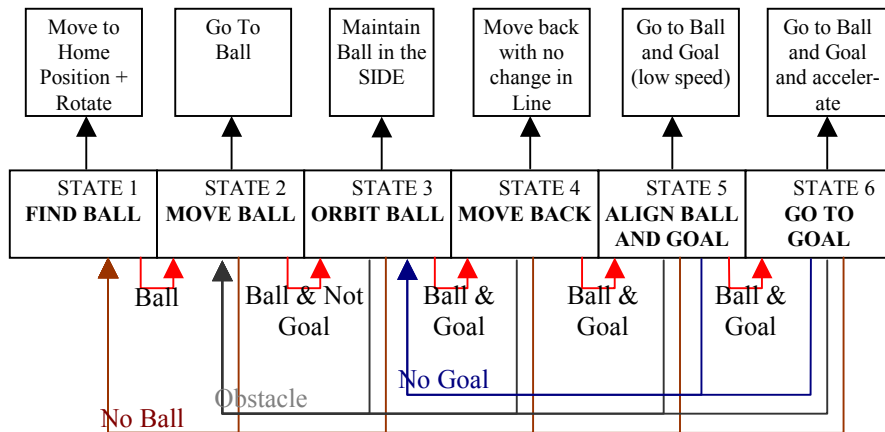 Move to
Home
Position +
Rotate
Go To
Ball
Maintain
Ball in the
SIDE
Move back
with no
change in
Line
Go to Ball
and Goal
(low speed)
Go to Ball
and Goal
and acceler-
ate
STATE 1
FIND BALL
STATE 2
MOVE BALL
STATE 3
ORBIT BALL
STATE 4
MOVE BACK
STATE 5
ALIGN BALL
AND GOAL
STATE 6
GO TO
GOAL
Ball
Ball & Not
Goal
Ball &
Goal
Ball &
Goal
Ball &
Goal
No Goal
Obstacle
No Ball